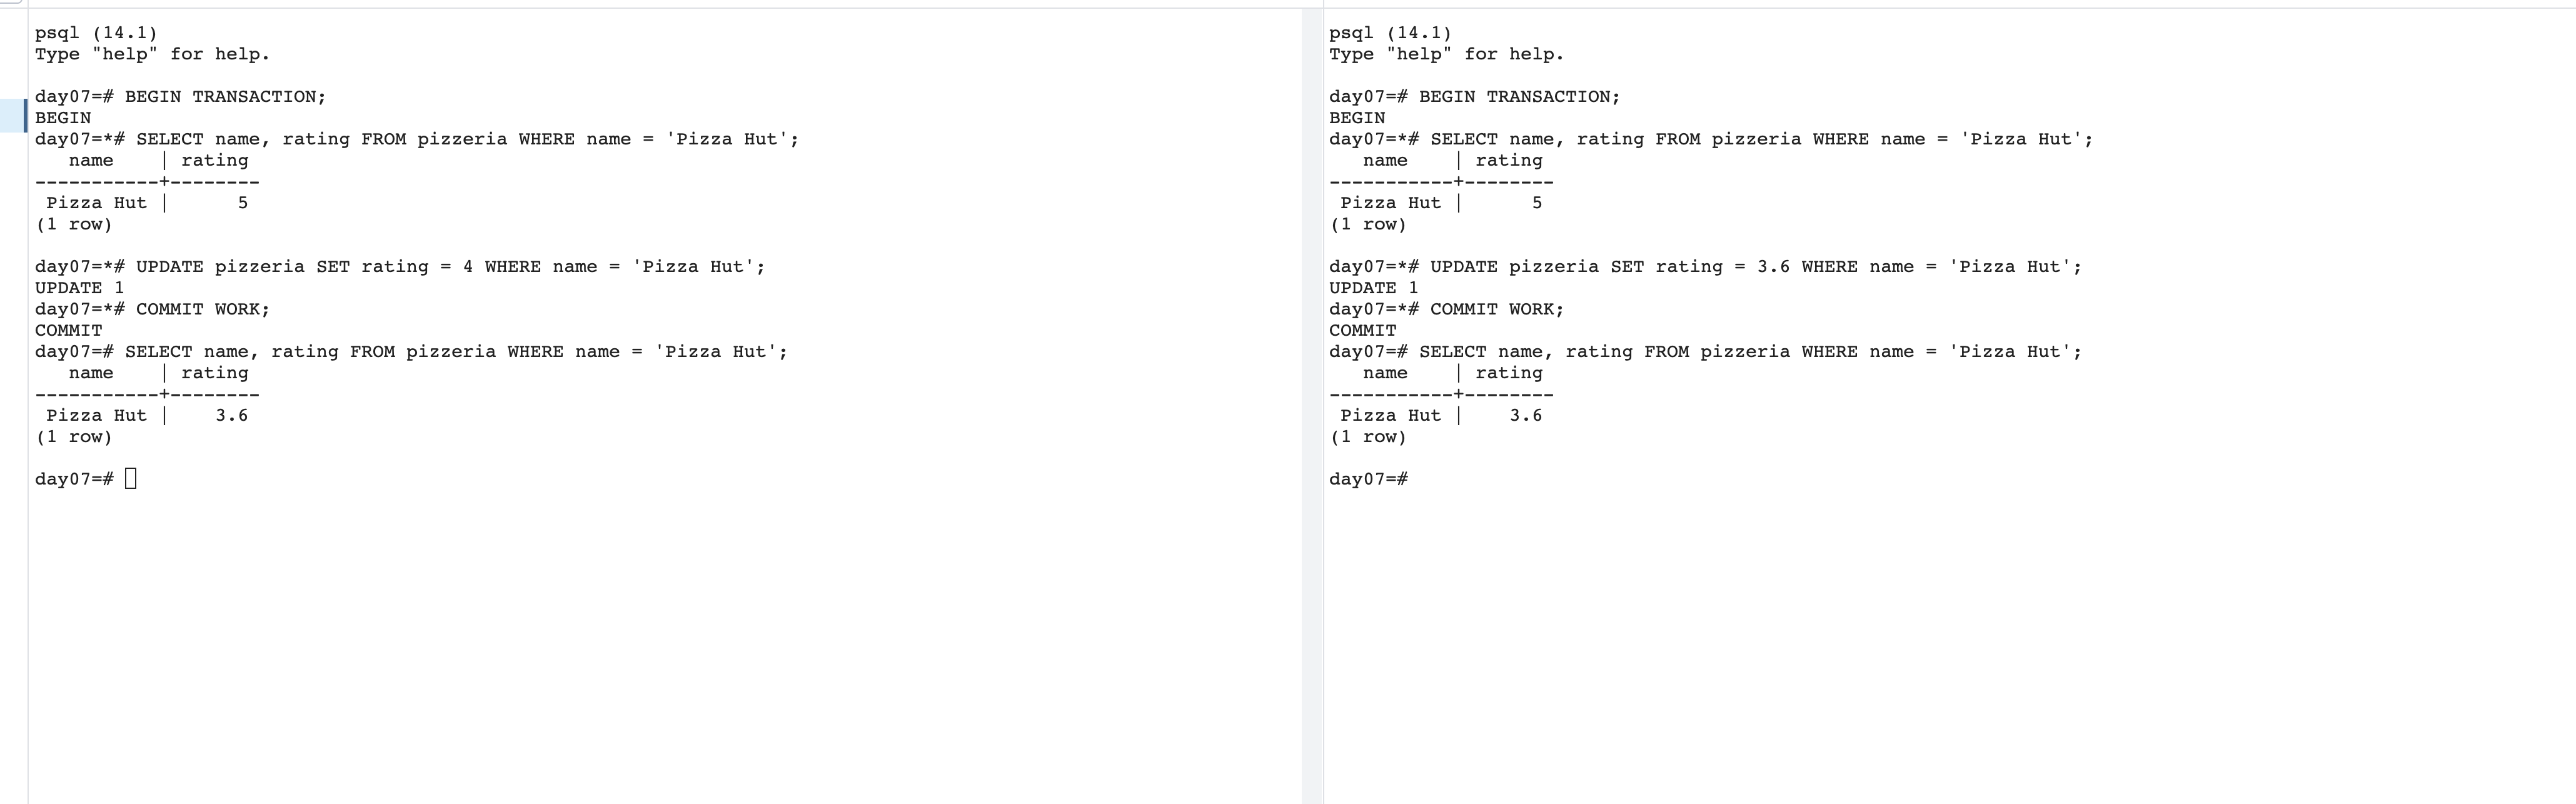 psql (14.1)
Type "help" for help.
day07=# BEGIN TRANSACTION;
BEGIN
day07=*# SELECT name, rating FROM pizzeria WHERE name = 'Pizza Hut';
   name    | rating
-----------+--------
 Pizza Hut |      5
(1 row)
day07=*# UPDATE pizzeria SET rating = 4 WHERE name = 'Pizza Hut';
UPDATE 1
day07=*# COMMIT WORK;
COMMIT
day07=# SELECT name, rating FROM pizzeria WHERE name = 'Pizza Hut';
   name    | rating
-----------+--------
 Pizza Hut |    3.6
(1 row)
day07=#
psql (14.1)
Type "help" for help.
day07=# BEGIN TRANSACTION;
BEGIN
day07=*# SELECT name, rating FROM pizzeria WHERE name = 'Pizza Hut';
   name    | rating
-----------+--------
 Pizza Hut |      5
(1 row)
day07=*# UPDATE pizzeria SET rating = 3.6 WHERE name = 'Pizza Hut';
UPDATE 1
day07=*# COMMIT WORK;
COMMIT
day07=# SELECT name, rating FROM pizzeria WHERE name = 'Pizza Hut';
   name    | rating
-----------+--------
 Pizza Hut |    3.6
(1 row)
day07=#